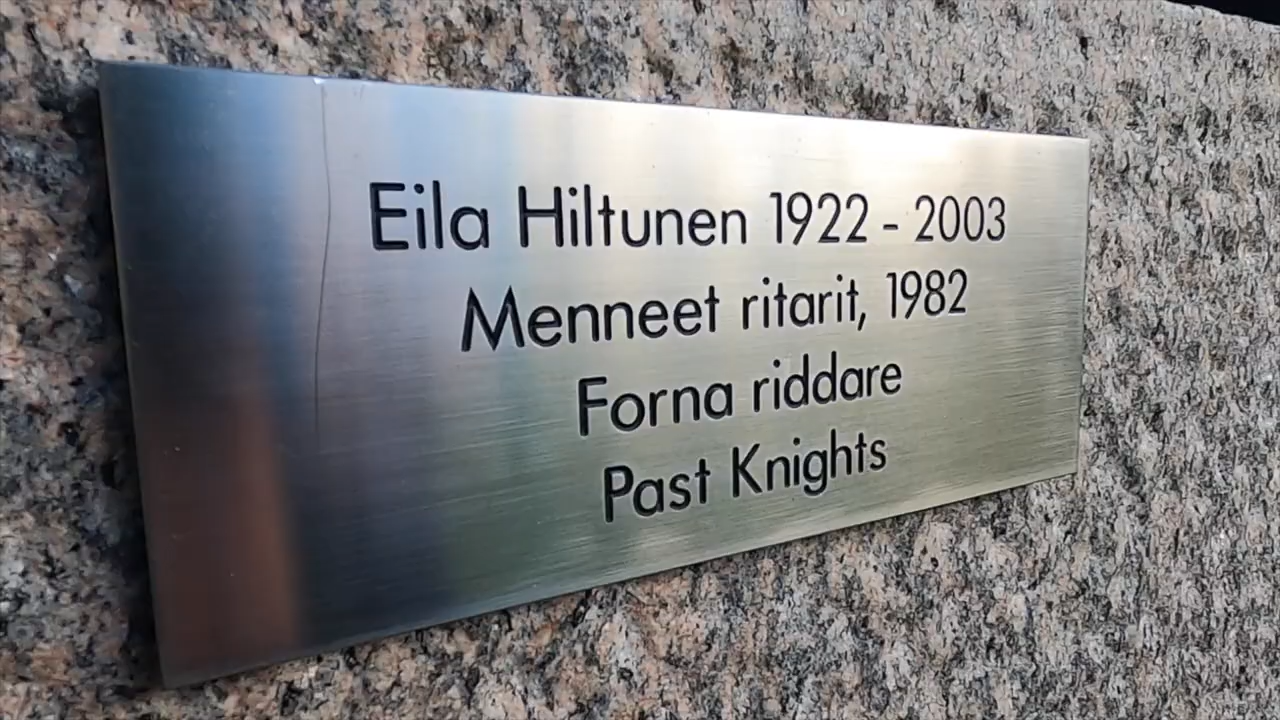 Eila Hiltunen 1922 - 2003
Menneet ritarit, 1982
Forna riddare
Past Knights